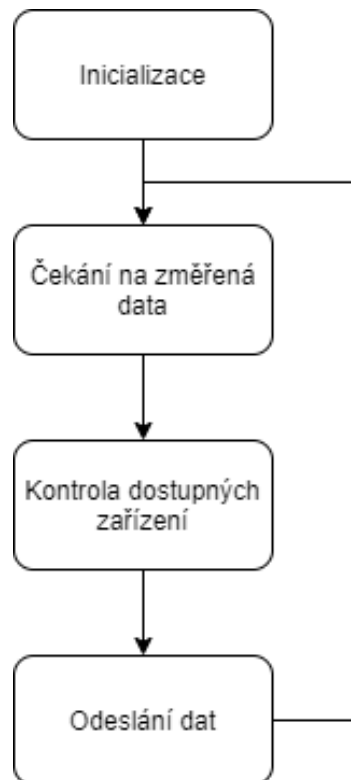 Inicializace
Čekání na změřená
data
Kontrola dostupných
zařízení
Odeslání dat